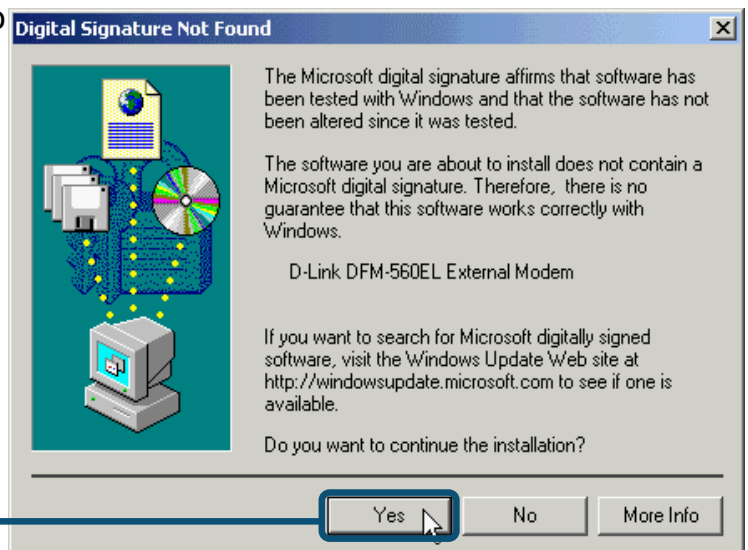 Digital Signature Not Found
The Microsoft digital signature affirms that software has
been tested with Windows and that the software has not
been altered since it was tested.
The software you are about to install does not contain a
Microsoft digital signature. Therefore, there is no
guarantee that this software works correctly with
Windows.
D-Link DFM-560EL External Modem
If you want to search for Microsoft digitally signed
software, visit the Windows Update Web site at
http://windowsupdate.microsoft.com to see if one is
available.
Do you want to continue the installation?
Yes No More Info